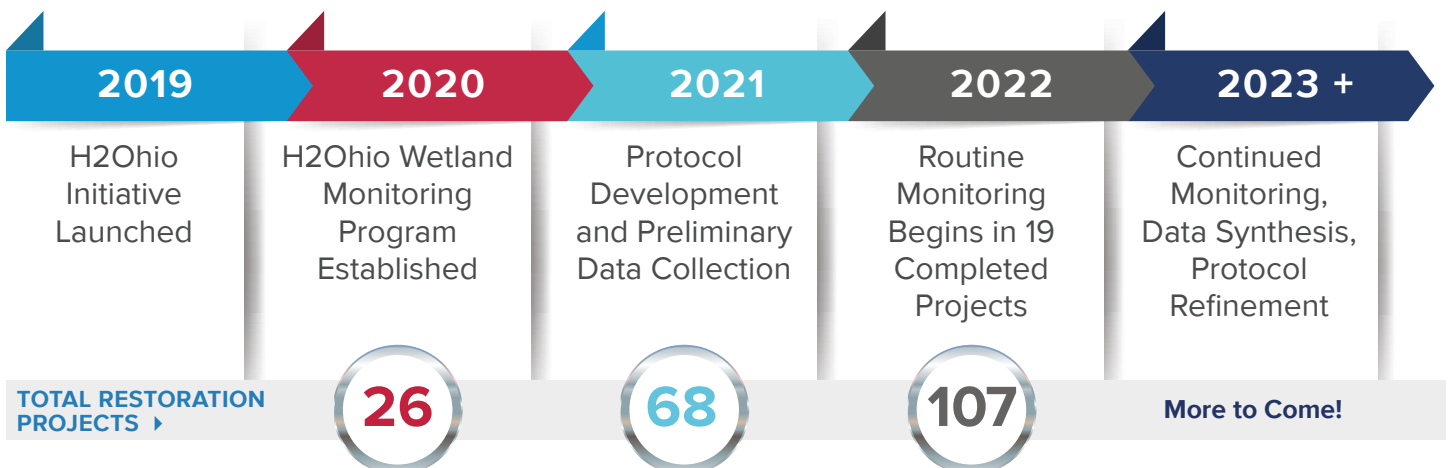 2019
2020
2021
2022
2023 +
H2Ohio
Initiative
Launched
H2Ohio Wetland
Monitoring
Program
Established
Protocol
Development
and Preliminary
Data Collection
Routine
Monitoring
Begins in 19
Completed
Projects
Continued
Monitoring,
Data Synthesis,
Protocol
Refinement
TOTAL RESTORATION
PROJECTS
26
68
107
More to Come!